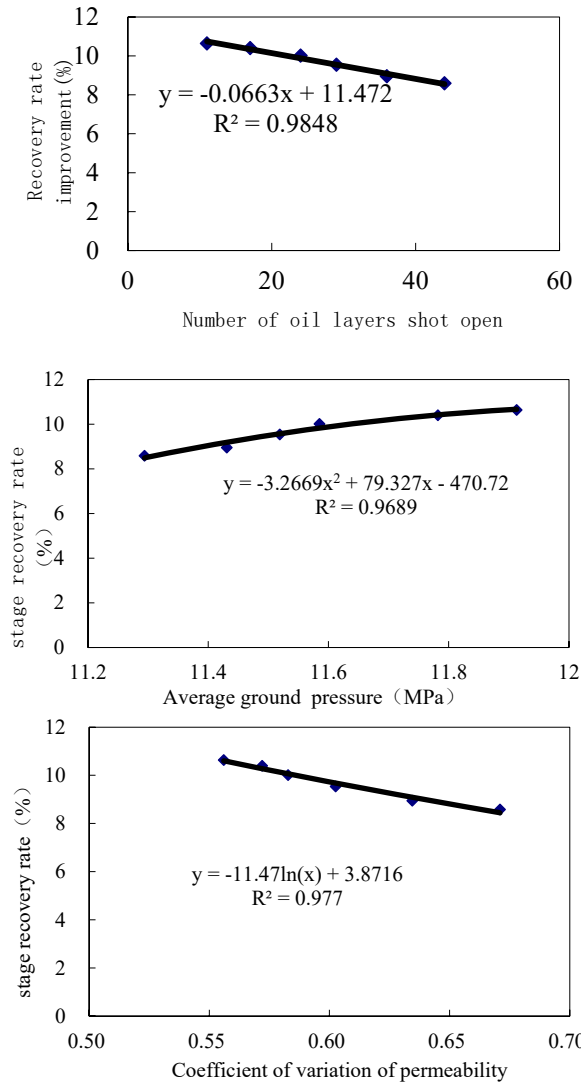 12
10
8
6
4
2
0
Recovery rate
improvement(%)
y = -0.0663x + 11.472
R² = 0.9848
0 20 40 60
Number of oil layers shot open
12
10
8
6
4
2
0
stage recovery rate
（%）
y = -3.2669x² + 79.327x - 470.72
R² = 0.9689
11.2 11.4 11.6 11.8 12
Average ground pressure（MPa）
12
10
8
6
4
2
0
stage recovery rate（%）
y = -11.47ln(x) + 3.8716
R² = 0.977
0.50 0.55 0.60 0.65 0.70
Coefficient of variation of permeability